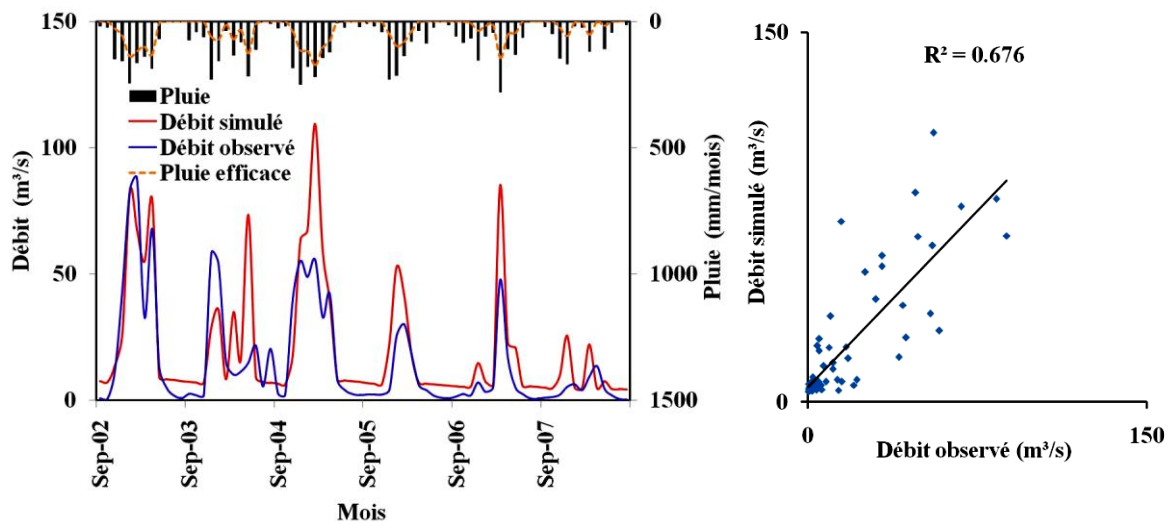 150
100
50
0
Débit (m³/s)
Pluie
Débit simulé
Débit observé
Pluie efficace
0
500
1000
1500
Pluie (mm/mois)
Sep-02
Sep-03
Sep-04
Sep-05
Sep-06
Sep-07
Mois
150
R² = 0.676
Débit simulé (m³/s)
0
0
150
Débit observé (m³/s)